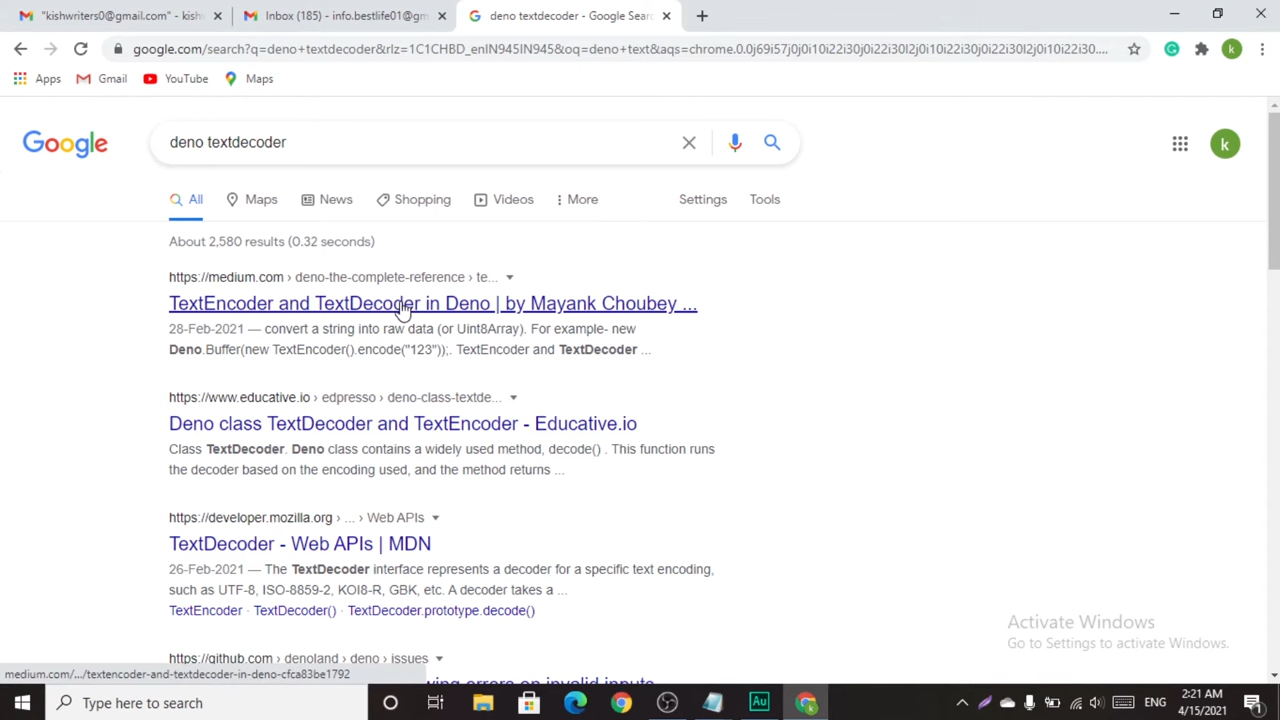 "kishwriters0@gmail.com" - kishw
Inbox (185) - info.bestlife01@gm
deno textdecoder - Google Searc
google.com/search?q=deno+textdecoder&rlz=1C1CHBD_enIN945IN945&oq=deno+text&aqs=chrome.0.0j69i57j0j0i10i22i30j0i22i30l2j0i10i22i30j0i22i30l2j0i10i22i30....
k
Apps
Gmail
YouTube
Maps
Google
deno textdecoder
k
All
Maps
News
Shopping
Videos
More
Settings
Tools
About 2,580 results (0.32 seconds)
https://medium.com › deno-the-complete-reference › te...
TextEncoder and TextDecoder in Deno | by Mayank Choubey ...
28-Feb-2021 — convert a string into raw data (or Uint8Array). For example- new
Deno.Buffer(new TextEncoder().encode("123"));. TextEncoder and TextDecoder ...
https://www.educative.io › edpresso › deno-class-textde...
Deno class TextDecoder and TextEncoder - Educative.io
Class TextDecoder. Deno class contains a widely used method, decode() . This function runs
the decoder based on the encoding used, and the method returns ...
https://developer.mozilla.org › ... › Web APIs
TextDecoder - Web APIs | MDN
26-Feb-2021 — The TextDecoder interface represents a decoder for a specific text encoding,
such as UTF-8, ISO-8859-2, KOI8-R, GBK, etc. A decoder takes a ...
TextEncoder · TextDecoder() · TextDecoder.prototype.decode()
Activate Windows
Go to Settings to activate Windows.
https://github.com › denoland › deno › issues
errors on invalid inputs
medium.com/.../textencoder-and-textdecoder-in-deno-cfca83be1792
Type here to search
Au
ENG
2:21 AM
4/15/2021
1